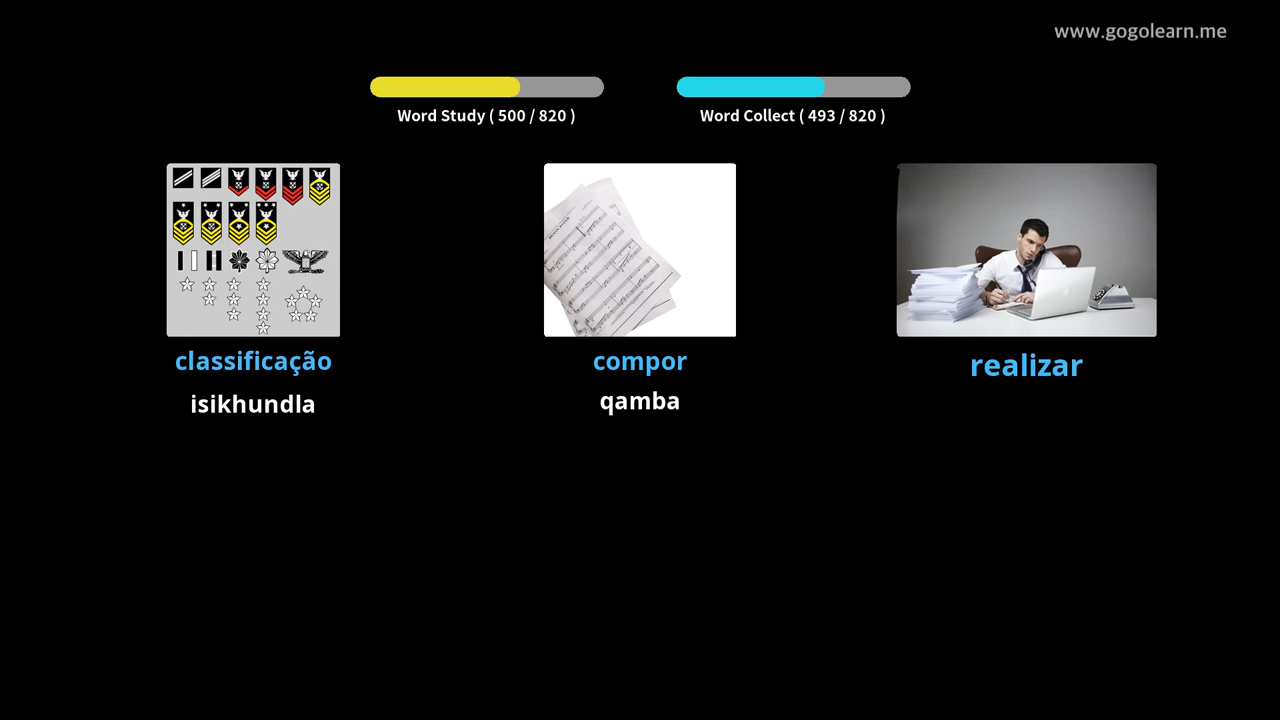 www.gogolearn.me
Word Study ( 500 / 820 )
Word Collect ( 493 / 820 )
classificação
compor
realizar
isikhundla
qamba